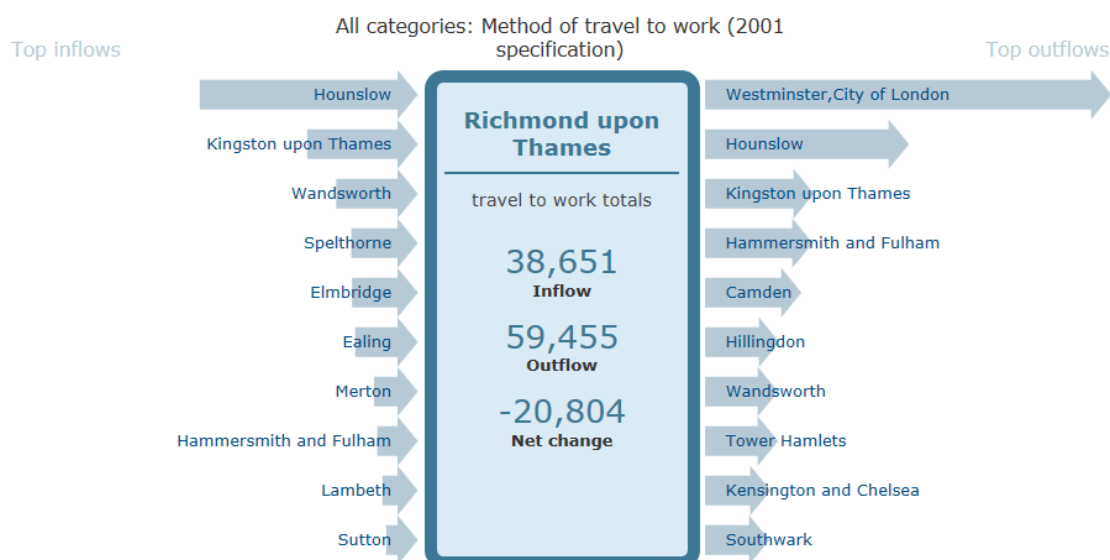 All categories: Method of travel to work (2001
specification)
Top inflows
Top outflows
Hounslow
Kingston upon Thames
Wandsworth
Spelthorne
Elmbridge
Ealing
Merton
Hammersmith and Fulham
Lambeth
Sutton
Richmond upon
Thames
travel to work totals
38,651
Inflow
59,455
Outflow
-20,804
Net change
Westminster,City of London
Hounslow
Kingston upon Thames
Hammersmith and Fulham
Camden
Hillingdon
Wandsworth
Tower Hamlets
Kensington and Chelsea
Southwark